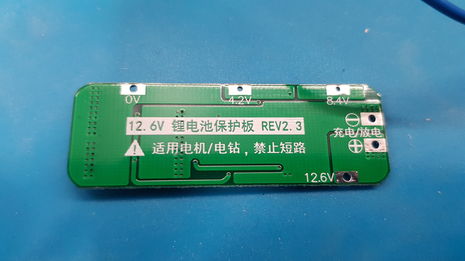 0V
4.2V
8.4V
12.6V 锂电池保护板 REV2.3
充电/放电
适用电机/电钻，禁止短路
12.6V